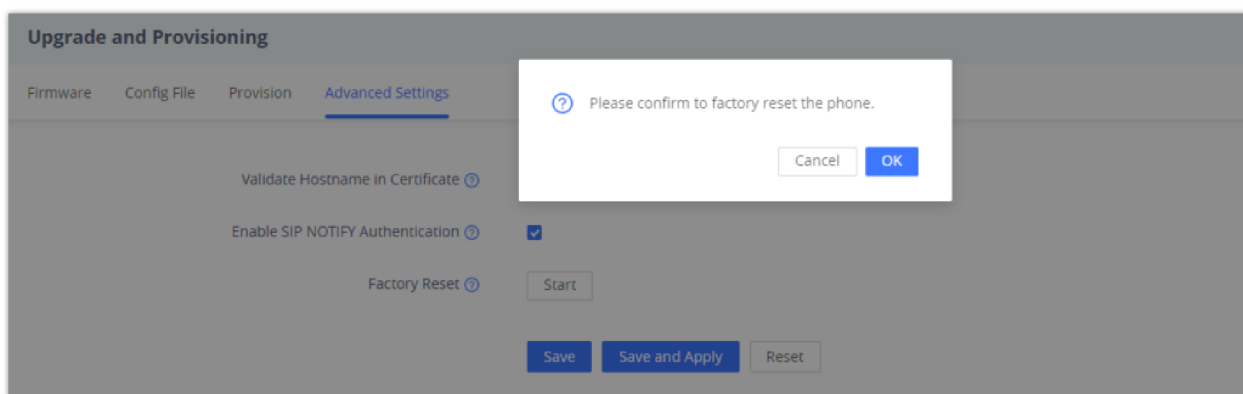 Upgrade and Provisioning
Firmware Config File Provision Advanced Settings
Please confirm to factory reset the phone.
Cancel OK
Validate Hostname in Certificate
Enable SIP NOTIFY Authentication
Factory Reset Start
Save Save and Apply Reset